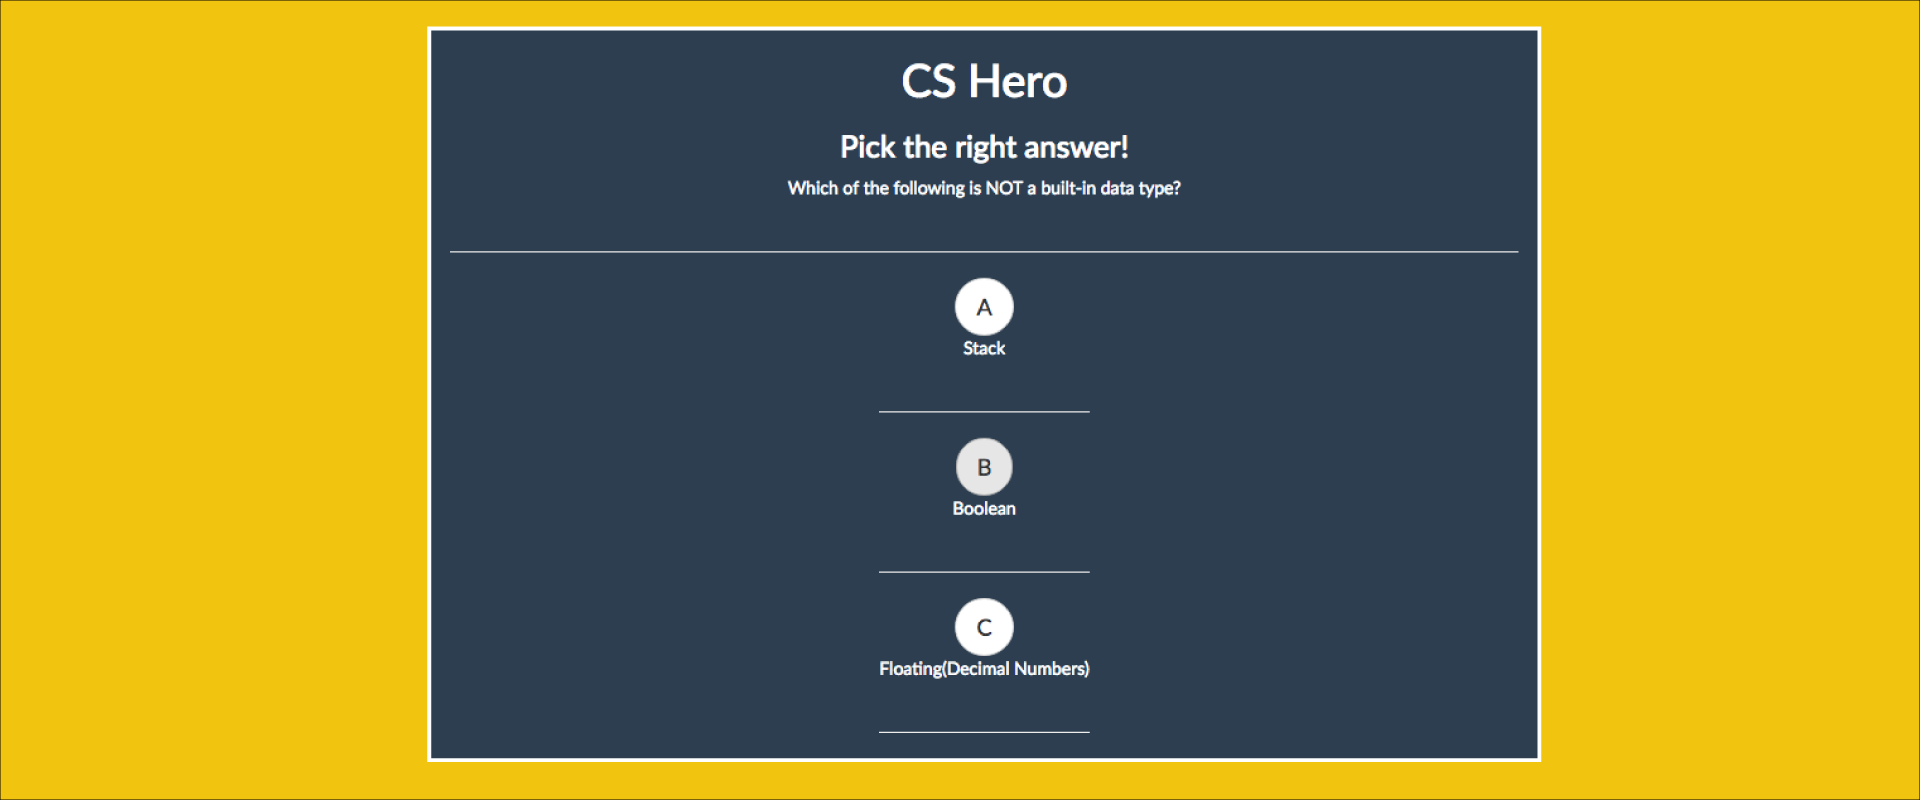 CS Hero
Pick the right answer!
Which of the following is NOT a built-in data type?
A
Stack
B
Boolean
C
Floating(Decimal Numbers)